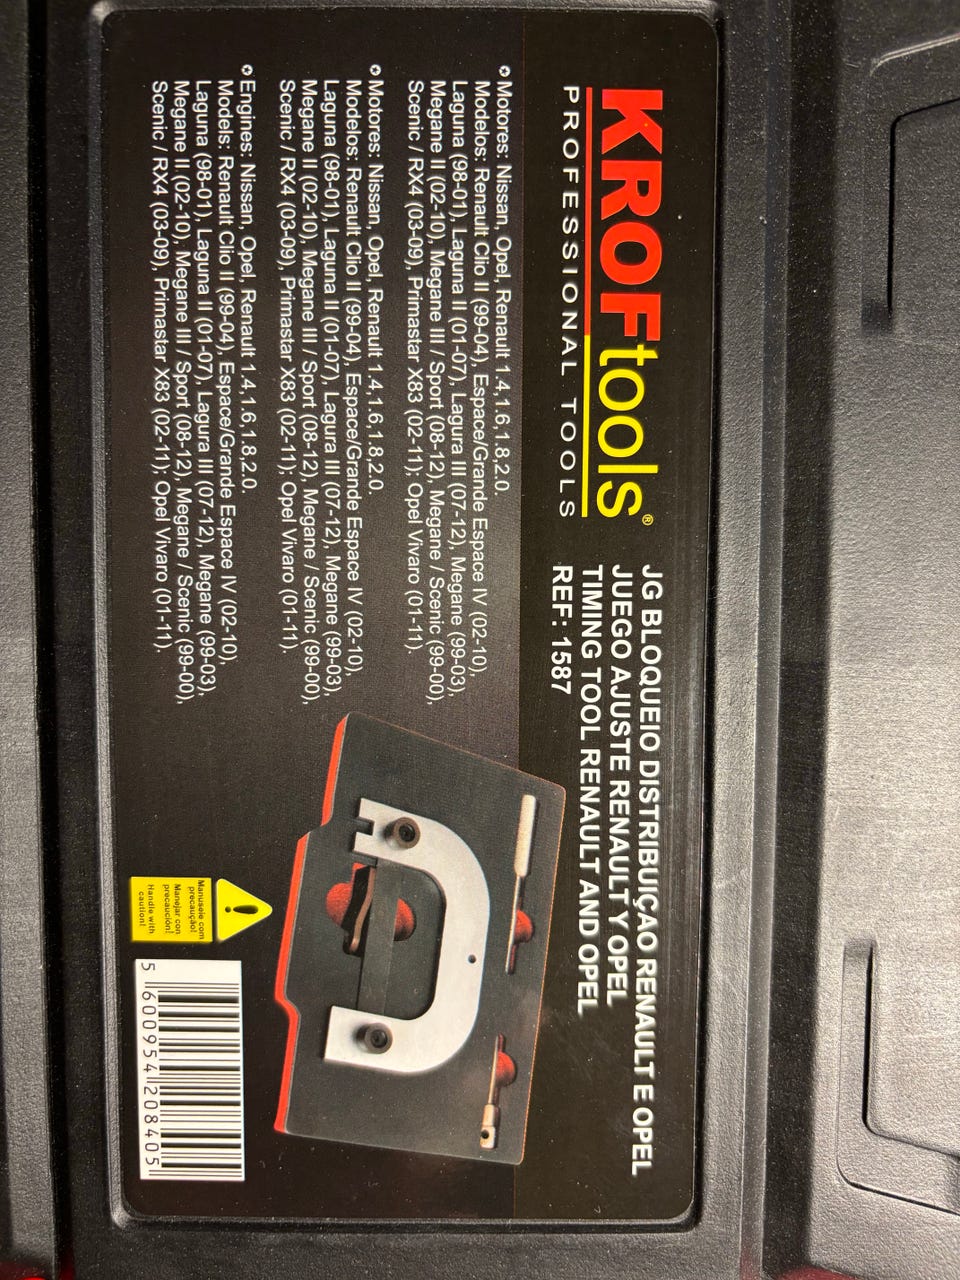 KROFtools®
PROFESSIONAL TOOLS
JG BLOQUEIO DISTRIBUIÇAO RENAULT E OPEL
JUEGO AJUSTE RENAULT Y OPEL
TIMING TOOL RENAULT AND OPEL
REF: 1587
Motores: Nissan, Opel, Renault 1.4,1.6,1.8,2.0.
Modelos: Renault Clio II (99-04), Espace/Grande Espace IV (02-10),
Laguna (98-01), Laguna II (01-07), Lagura III (07-12), Megane (99-03),
Megane II (02-10), Megane III / Sport (08-12), Megane / Scenic (99-00),
Scenic / RX4 (03-09), Primastar X83 (02-11); Opel Vivaro (01-11).
Motores: Nissan, Opel, Renault 1.4,1.6,1.8,2.0.
Modelos: Renault Clio II (99-04), Espace/Grande Espace IV (02-10),
Laguna (98-01), Laguna II (01-07), Lagura III (07-12), Megane (99-03),
Megane II (02-10), Megane III / Sport (08-12), Megane / Scenic (99-00),
Scenic / RX4 (03-09), Primastar X83 (02-11); Opel Vivaro (01-11).
Engines: Nissan, Opel, Renault 1.4,1.6,1.8,2.0.
Models: Renault Clio II (99-04), Espace/Grande Espace IV (02-10),
Laguna (98-01), Laguna II (01-07), Lagura III (07-12), Megane (99-03),
Megane II (02-10), Megane III / Sport (08-12), Megane / Scenic (99-00),
Scenic / RX4 (03-09), Primastar X83 (02-11); Opel Vivaro (01-11).
Manuseie com
precaução!
Manejar con
precaución!
Handle with
caution!
5 600954 208405